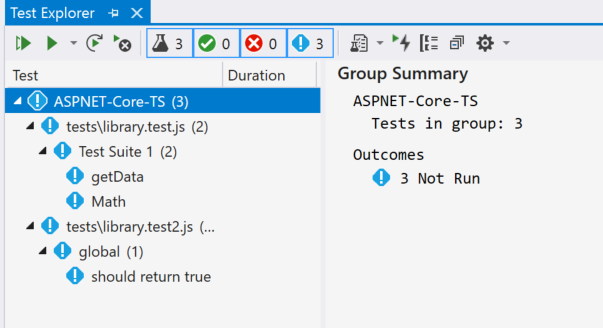 Test Explorer
3 0 0 3
Test Duration
ASPNET-Core-TS (3)
tests\library.test.js (2)
Test Suite 1 (2)
getData
Math
tests\library.test2.js (...
global (1)
should return true
Group Summary
ASPNET-Core-TS
Tests in group: 3
Outcomes
3 Not Run